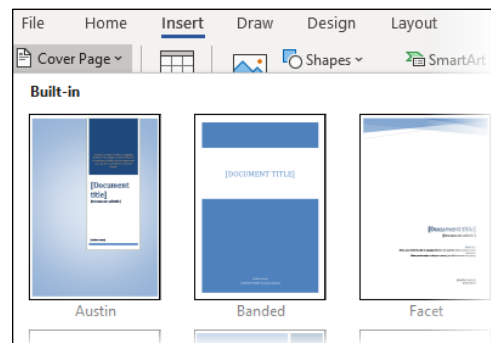 File Home Insert Draw Design Layout
Cover Page Shapes SmartArt
Built-in
[Document title]
[DOCUMENT TITLE]
[Document title]
Austin Banded Facet